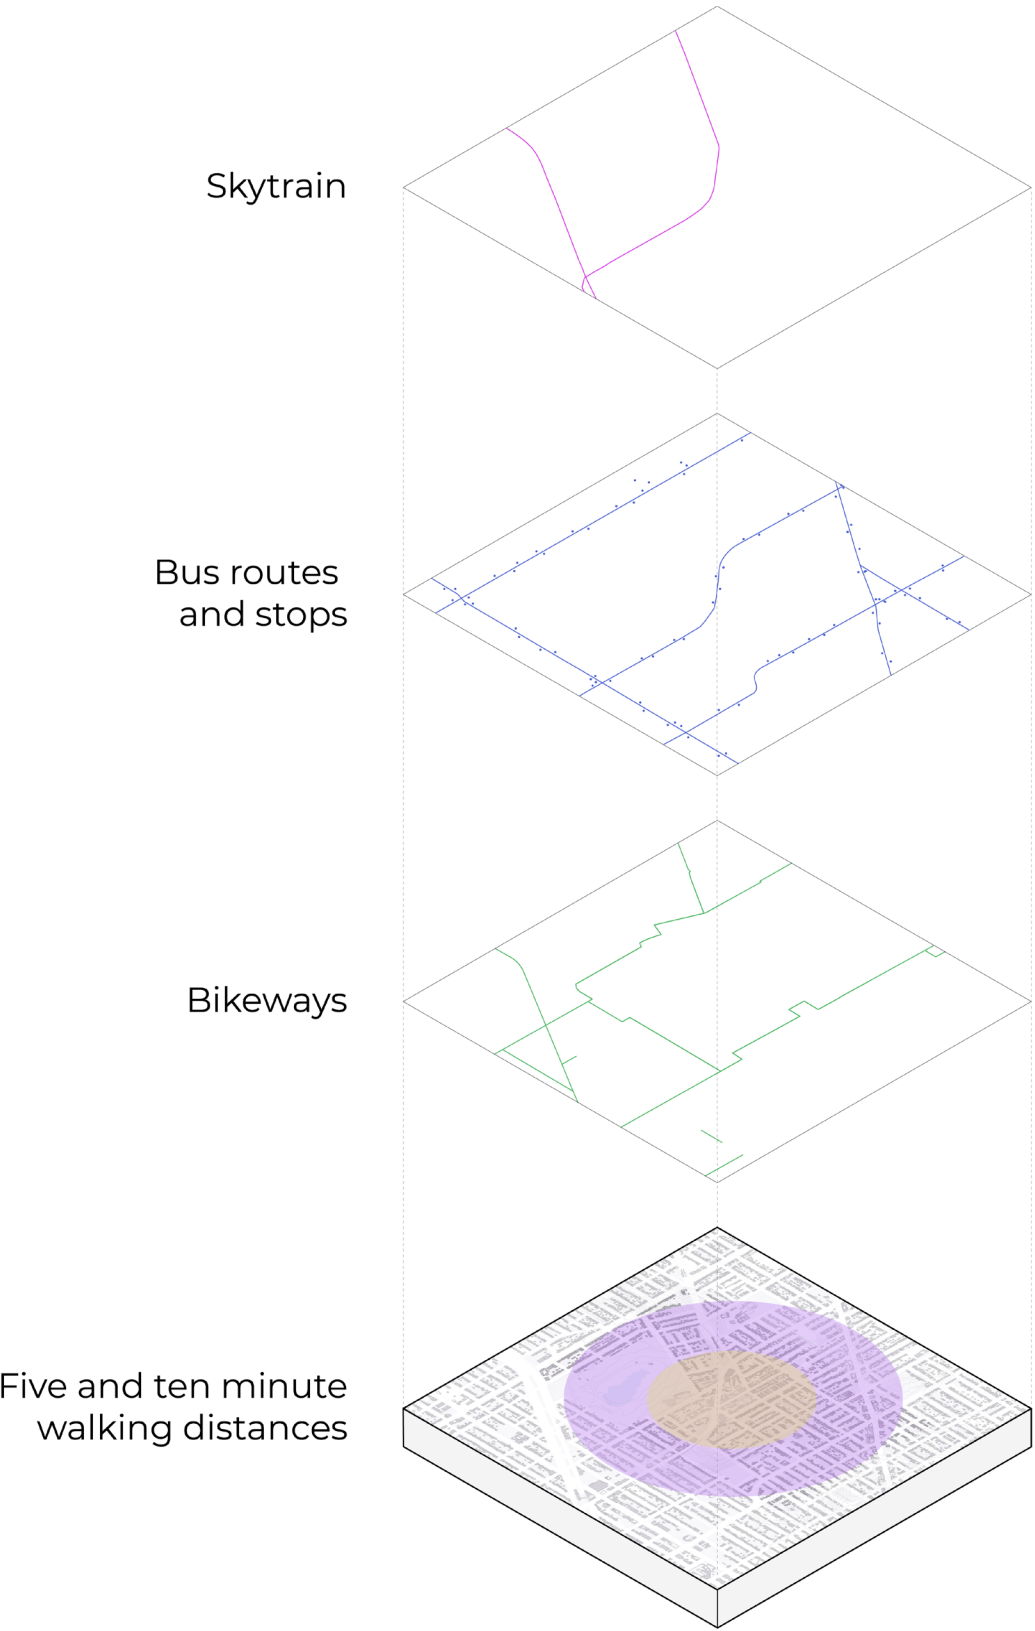 Skytrain
Bus routes
and stops
Bikeways
Five and ten minute
walking distances